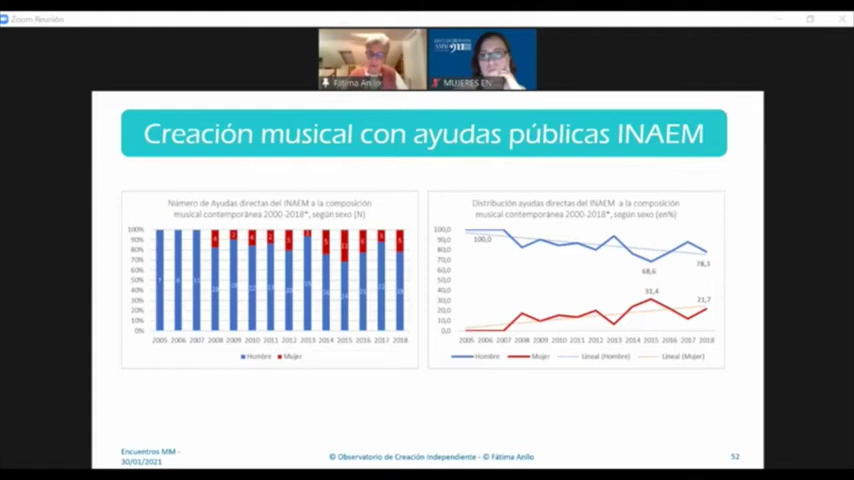 Zoom Reunión
Fátima Anllo
MUJERES EN
Creación musical con ayudas públicas INAEM
Número de Ayudas directas del INAEM a la composición
musical contemporánea 2000-2018*, según sexo (N)
100%
90%
80%
70%
60%
50%
40%
30%
20%
10%
0%
2005 2006 2007 2008 2009 2010 2011 2012 2013 2014 2015 2016 2017 2018
Hombre Mujer
Distribución ayudas directas del INAEM a la composición
musical contemporánea 2000-2018*, según sexo (en%)
100,0
90,0
80,0
70,0
60,0
50,0
40,0
30,0
20,0
10,0
0,0
100,0
68,6
78,3
31,4
21,7
2005 2006 2007 2008 2009 2010 2011 2012 2013 2014 2015 2016 2017 2018
Hombre Mujer Lineal (Hombre) Lineal (Mujer)
Encuentros MM -
30/01/2021
© Observatorio de Creación Independiente - © Fátima Anllo
52